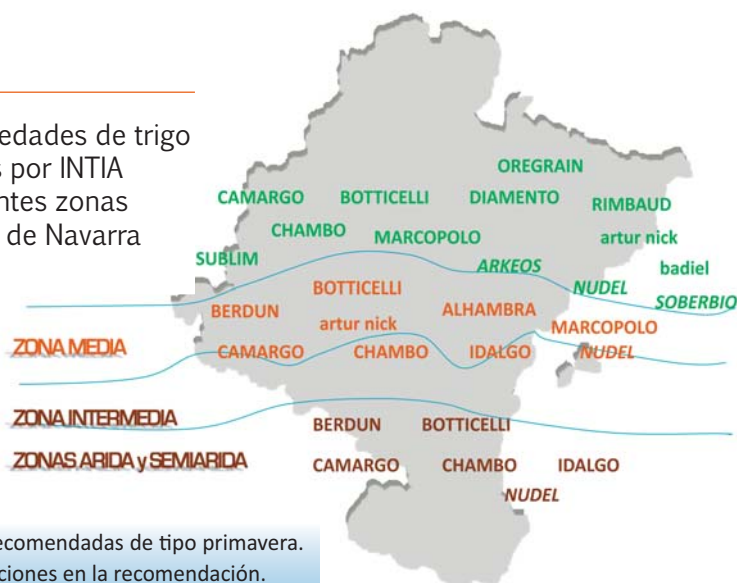 edades de trigo
s por INTIA
ntes zonas
de Navarra
OREGRAIN
CAMARGO BOTTICELLI DIAMENTO RIMBAUD
CHAMBO MARCOPOLO artur nick
SUBLIM ARKEOS badiel
NUDEL SOBERBIO
BOTTICELLI
BERDUN ALHAMBRA
artur nick MARCOPOLO
ZONA MEDIA CAMARGO CHAMBO IDALGO NUDEL
ZONA INTERMEDIA BERDUN BOTTICELLI
ZONAS ARIDA y SEMIARIDA CAMARGO CHAMBO IDALGO
NUDEL
ecomendadas de tipo primavera.
ciones en la recomendación.